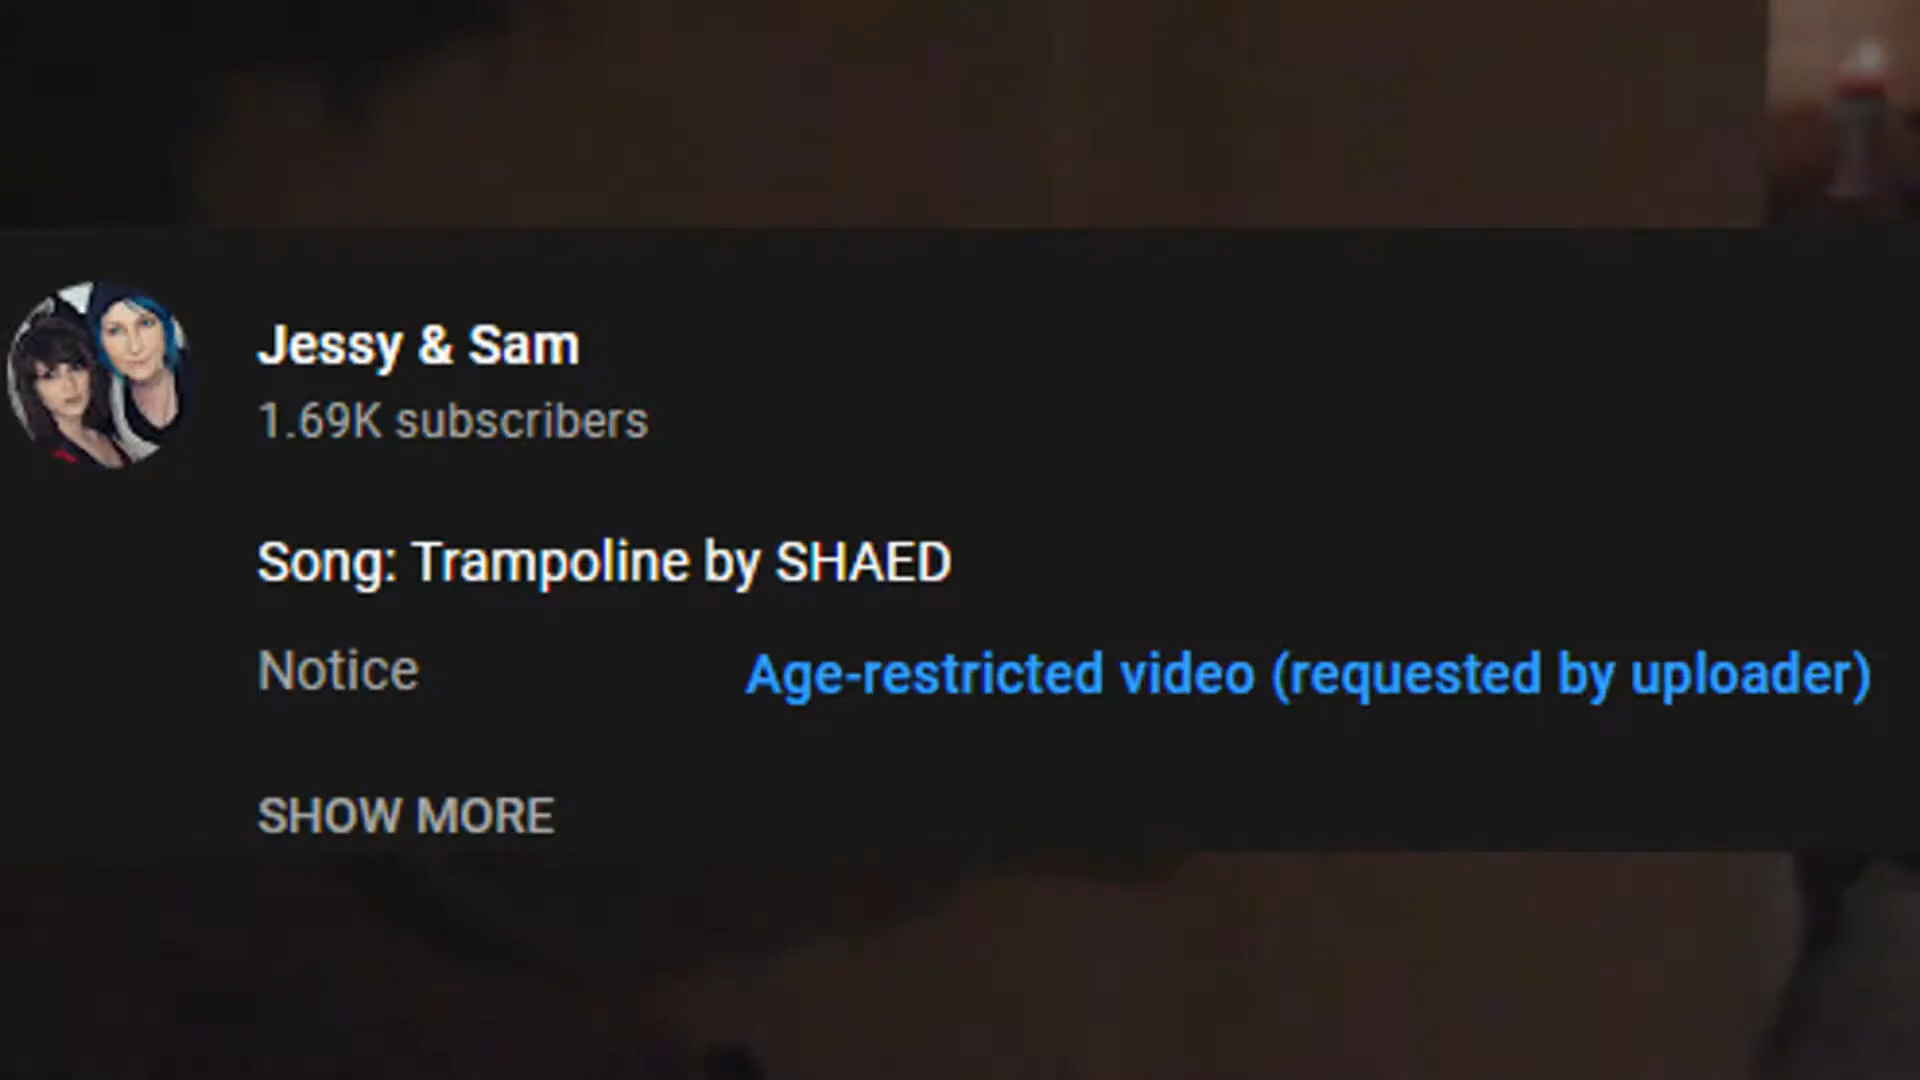 Jessy & Sam
1.69K subscribers
Song: Trampoline by SHAED
Notice Age-restricted video (requested by uploader)
SHOW MORE